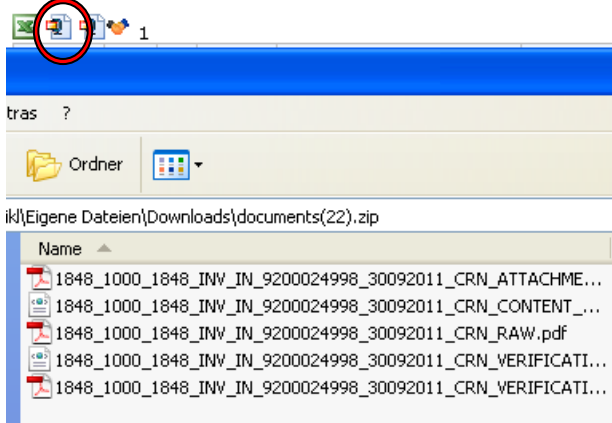 1
tras ?
Ordner
ikl\Eigene Dateien\Downloads\documents(22).zip
Name
1848_1000_1848_INV_IN_9200024998_30092011_CRN_ATTACHME...
1848_1000_1848_INV_IN_9200024998_30092011_CRN_CONTENT_...
1848_1000_1848_INV_IN_9200024998_30092011_CRN_RAW.pdf
1848_1000_1848_INV_IN_9200024998_30092011_CRN_VERIFICATI...
1848_1000_1848_INV_IN_9200024998_30092011_CRN_VERIFICATI...